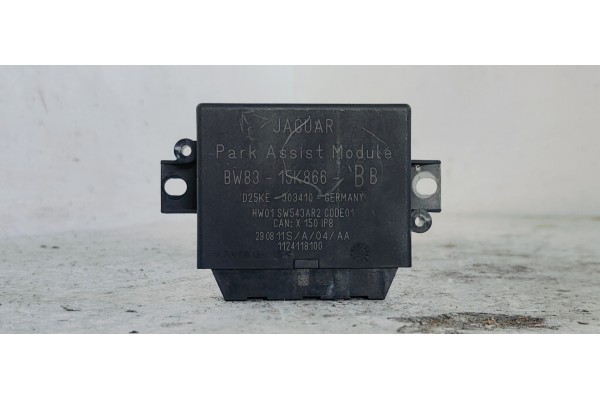 JAGUAR
Park Assist Module
BW83 - 15K866 - BB
D25KE - 303410 - GERMANY
HW01 SW543AR2 CODE01
CAN: X 150 IP8
29.08 11S/A/04/AA
1124118100